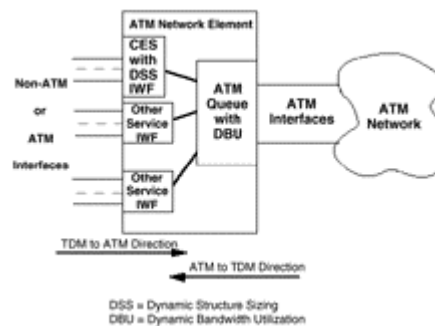 ATM Network Element
Non-ATM
or
ATM
Interfaces
CES
with
DSS
IWF
Other
Service
IWF
Other
Service
IWF
ATM
Queue
with
DBU
ATM
Interfaces
ATM
Network
TDM to ATM Direction
ATM to TDM Direction
DSS = Dynamic Structure Sizing
DBU = Dynamic Bandwidth Utilization